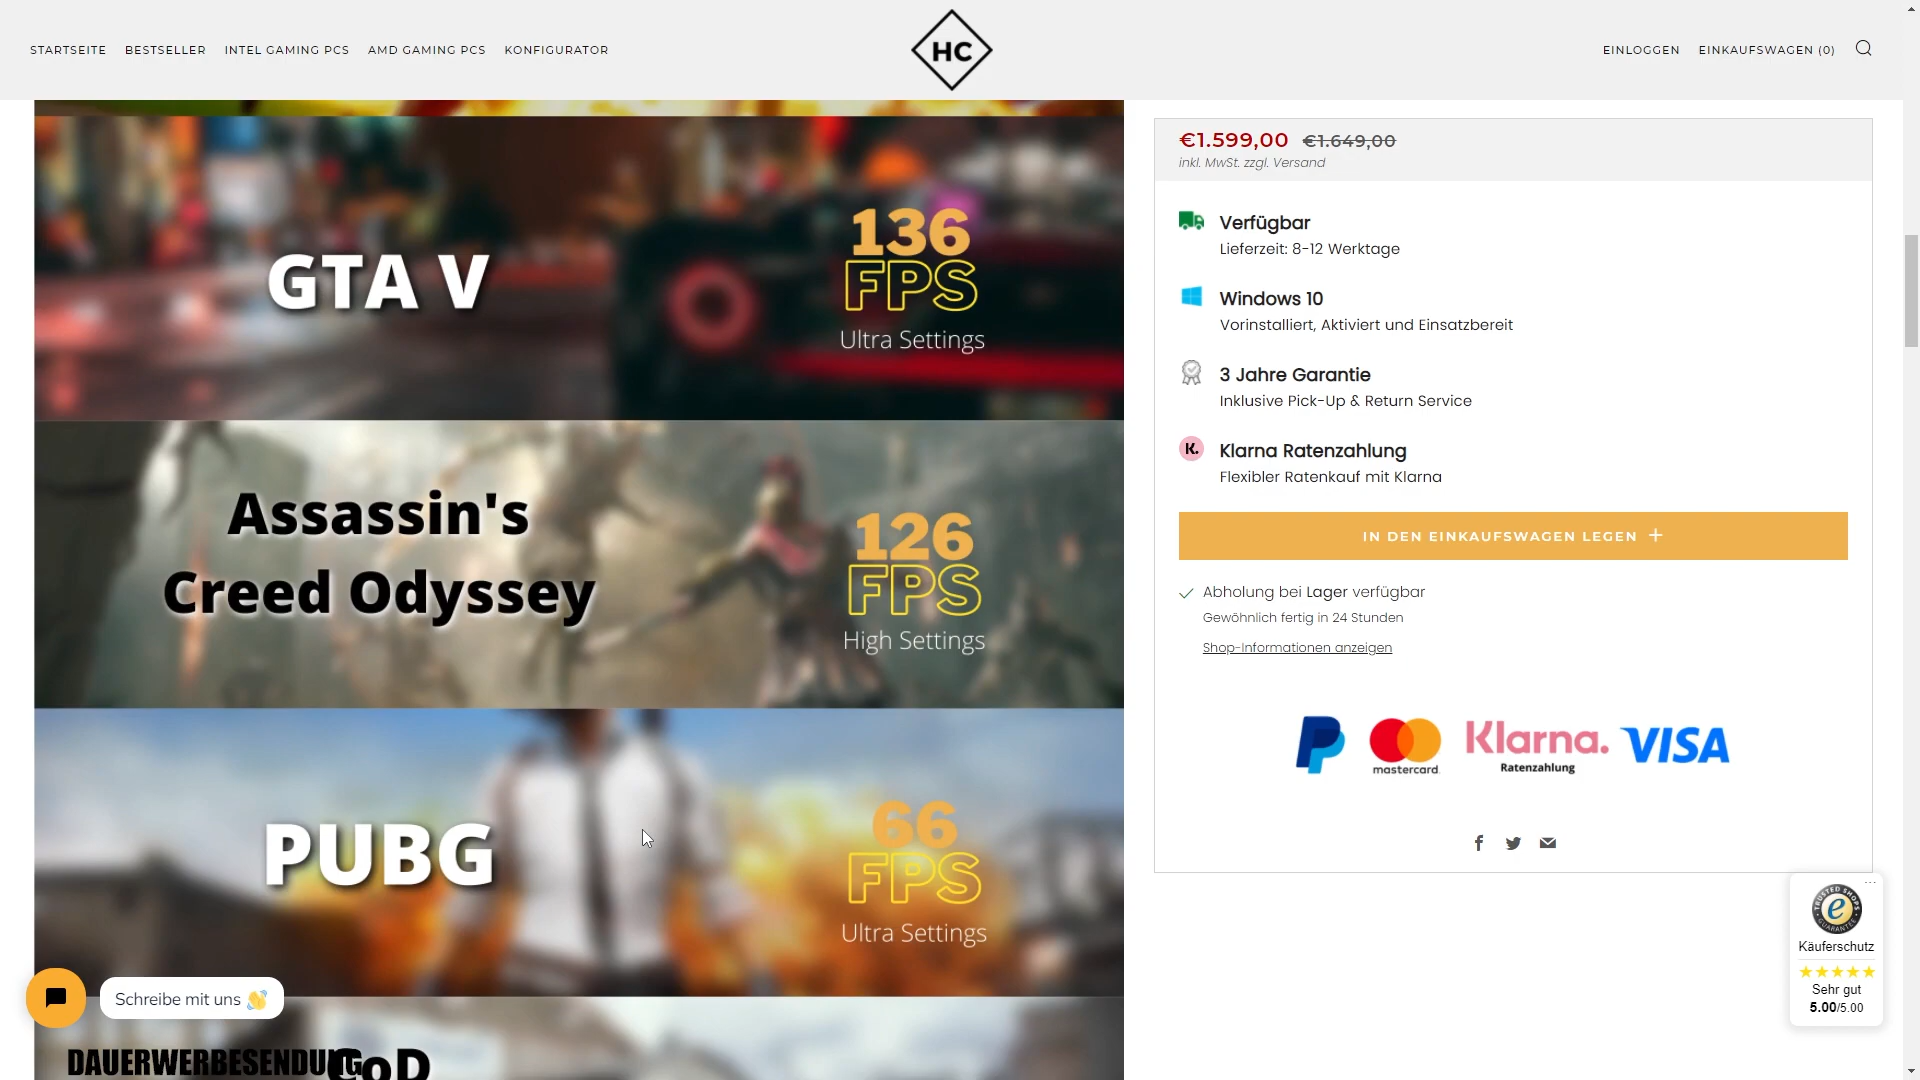 STARTSEITE BESTSELLER INTEL GAMING PCS AMD GAMING PCS KONFIGURATOR
HC
EINLOGGEN EINKAUFSWAGEN (0)
GTA V
136
FPS
Ultra Settings
Assassin's
Creed Odyssey
126
FPS
High Settings
PUBG
66
FPS
Ultra Settings
CoD
DAUERWERBESENDUNG
Schreibe mit uns 👋
€1.599,00 €1.649,00
inkl. MwSt. zzgl. Versand
Verfügbar
Lieferzeit: 8-12 Werktage
Windows 10
Vorinstalliert, Aktiviert und Einsatzbereit
3 Jahre Garantie
Inklusive Pick-Up & Return Service
K.
Klarna Ratenzahlung
Flexibler Ratenkauf mit Klarna
IN DEN EINKAUFSWAGEN LEGEN +
Abholung bei Lager verfügbar
Gewöhnlich fertig in 24 Stunden
Shop-Informationen anzeigen
mastercard.
Klarna.
Ratenzahlung
VISA
TRUSTED SHOPS
GUARANTEE
e
Käuferschutz
Sehr gut
5.00/5.00